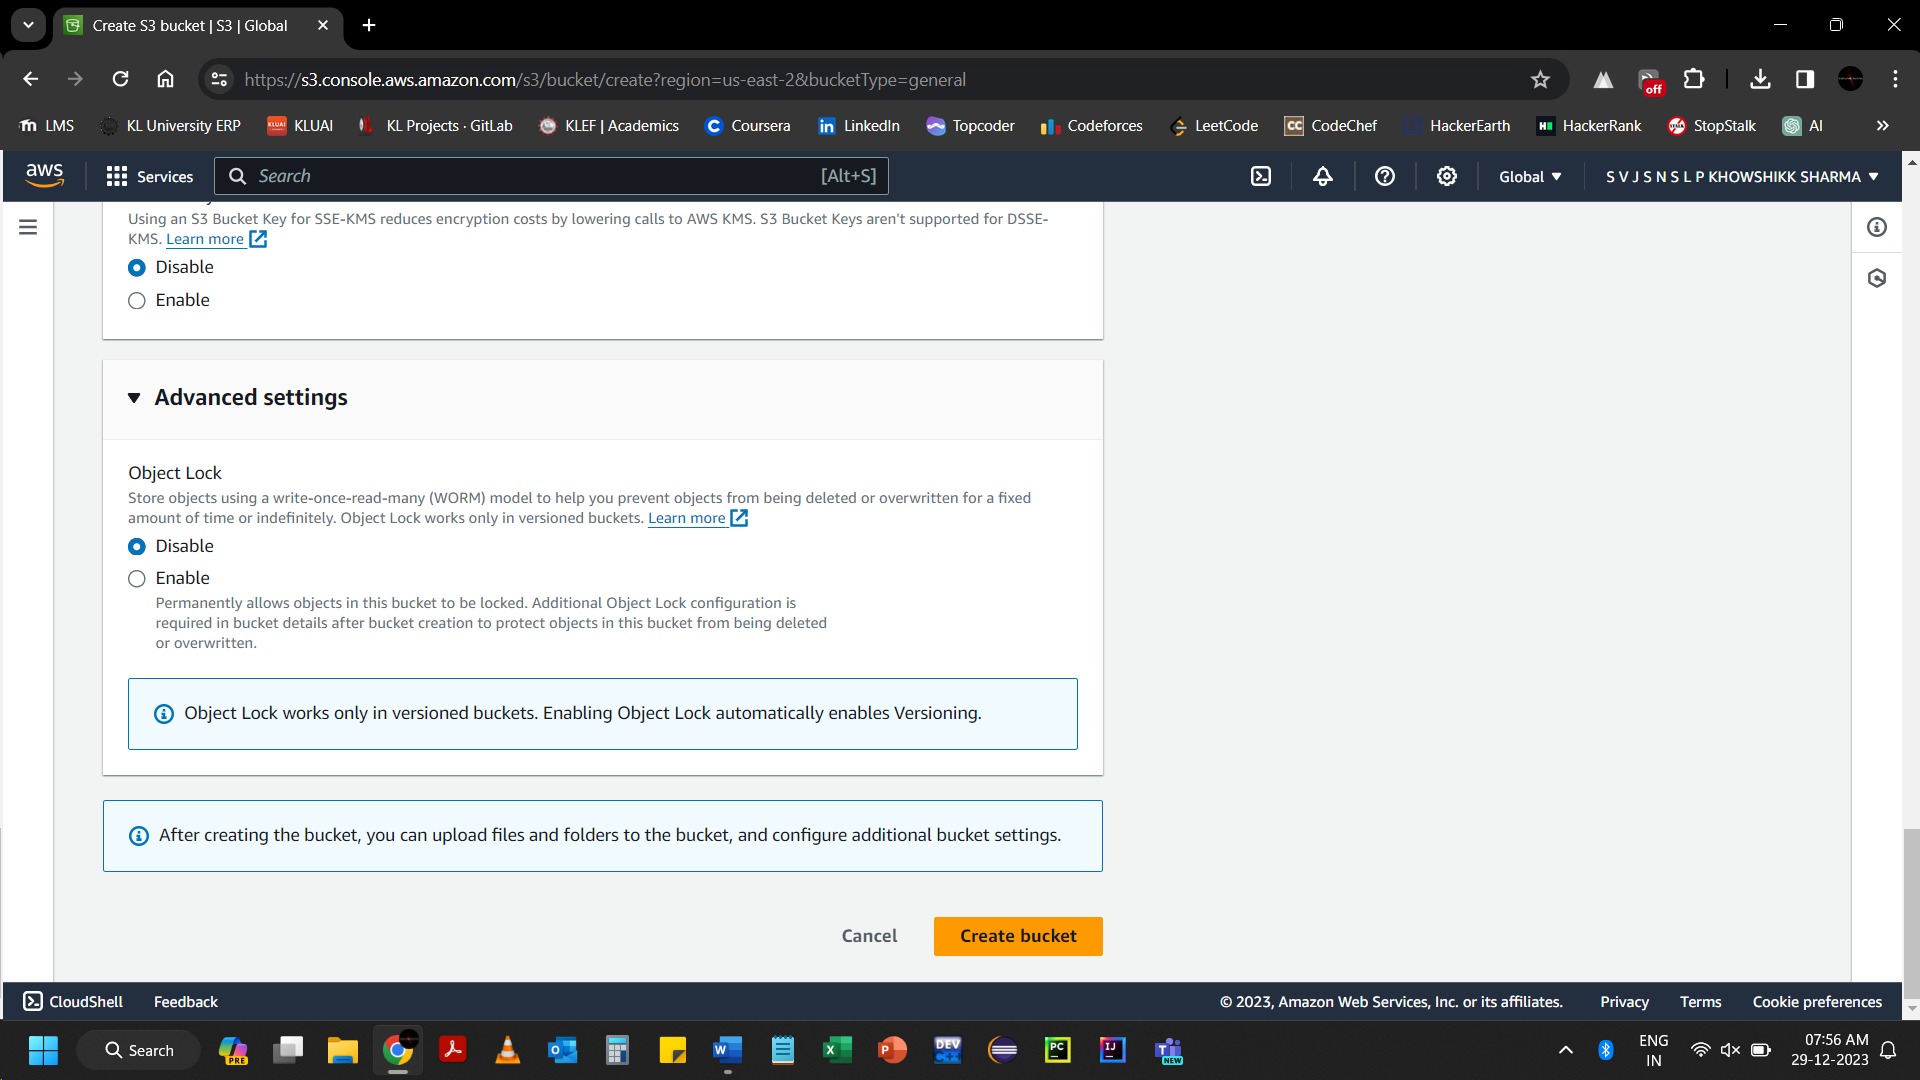 Create S3 bucket | S3 | Global
https://s3.console.aws.amazon.com/s3/bucket/create?region=us-east-2&bucketType=general
off
LMS
KL University ERP
KLUAI
KL Projects · GitLab
KLEF | Academics
Coursera
LinkedIn
Topcoder
Codeforces
LeetCode
CodeChef
HackerEarth
HackerRank
StopStalk
AI
aws
Services
Search
[Alt+S]
Global
S V J S N S L P KHOWSHIKK SHARMA
Using an S3 Bucket Key for SSE-KMS reduces encryption costs by lowering calls to AWS KMS. S3 Bucket Keys aren't supported for DSSE-
KMS. Learn more
Disable
Enable
Advanced settings
Object Lock
Store objects using a write-once-read-many (WORM) model to help you prevent objects from being deleted or overwritten for a fixed
amount of time or indefinitely. Object Lock works only in versioned buckets. Learn more
Disable
Enable
Permanently allows objects in this bucket to be locked. Additional Object Lock configuration is
required in bucket details after bucket creation to protect objects in this bucket from being deleted
or overwritten.
Object Lock works only in versioned buckets. Enabling Object Lock automatically enables Versioning.
After creating the bucket, you can upload files and folders to the bucket, and configure additional bucket settings.
Cancel
Create bucket
CloudShell
Feedback
© 2023, Amazon Web Services, Inc. or its affiliates.
Privacy
Terms
Cookie preferences
Search
PRE
DEV
PC
IJ
NEW
ENG
IN
07:56 AM
29-12-2023